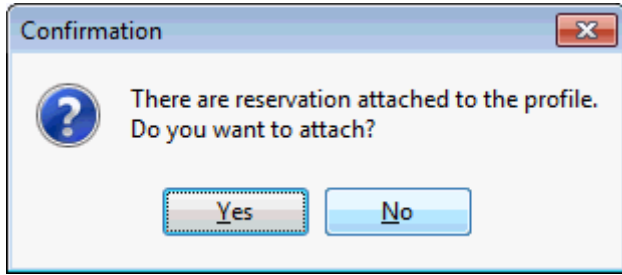 Confirmation
There are reservation attached to the profile.
Do you want to attach?
Yes
No